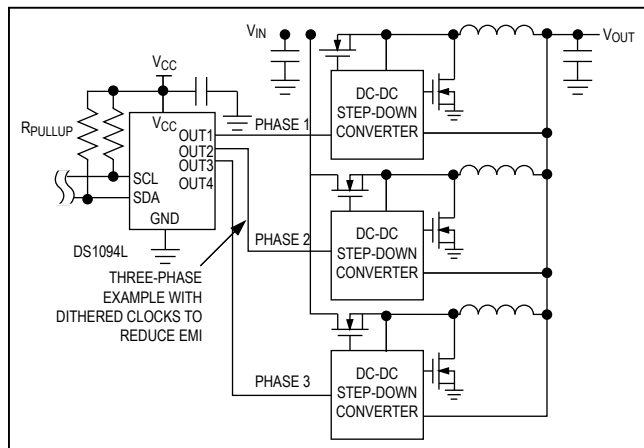 VIN
VOUT
VCC
RPULLUP
VCC
OUT1
OUT2
OUT3
OUT4
SCL
SDA
GND
DS1094L
PHASE 1
DC-DC
STEP-DOWN
CONVERTER
PHASE 2
DC-DC
STEP-DOWN
CONVERTER
THREE-PHASE
EXAMPLE WITH
DITHERED CLOCKS TO
REDUCE EMI
PHASE 3
DC-DC
STEP-DOWN
CONVERTER